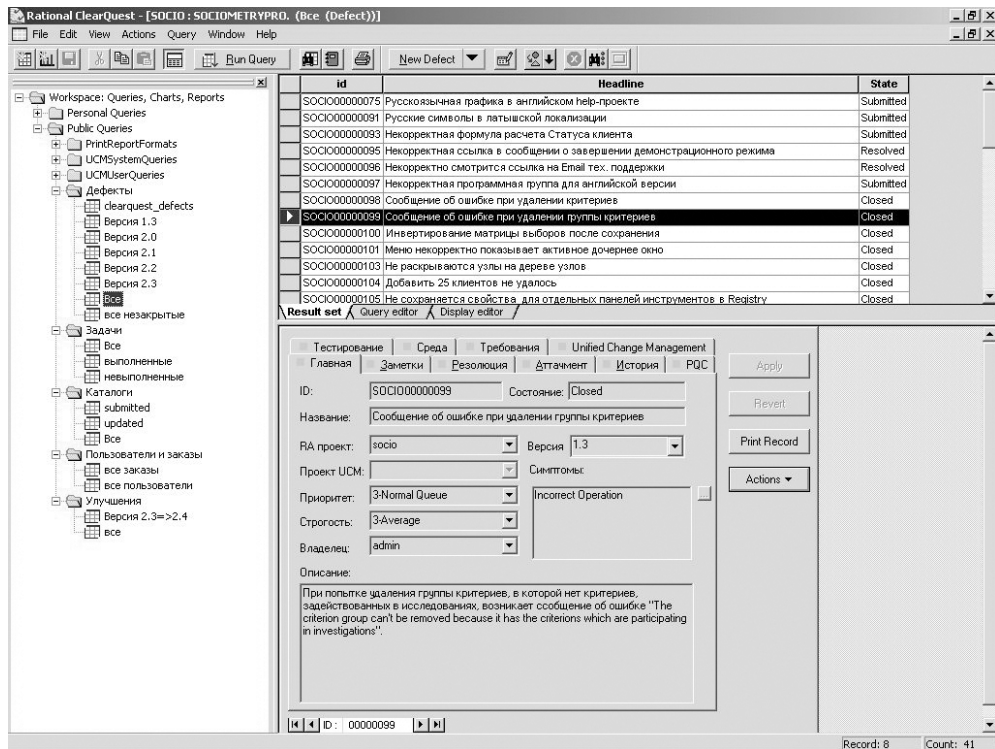 Rational ClearQuest - [SOCIO : SOCIOMETRYPRO. (Все (Defect))]
File Edit View Actions Query Window Help
Run Query New Defect
Workspace: Queries, Charts, Reports
Personal Queries
Public Queries
PrintReportFormats
UCMSystemQueries
UCMUserQueries
Дефекты
clearquest_defects
Версия 1.3
Версия 2.0
Версия 2.1
Версия 2.2
Версия 2.3
Все
все незакрытые
Задачи
Все
выполненные
невыполненные
Каталоги
submitted
updated
Все
Пользователи и заказы
все заказы
все пользователи
Улучшения
Версия 2.3=>2.4
все
id Headline State
SOCIO00000075 Русскоязычная графика в английском help-проекте Submitted
SOCIO00000091 Русские символы в латышской локализации Submitted
SOCIO00000093 Некорректная формула расчета Статуса клиента Submitted
SOCIO00000095 Некорректная ссылка в сообщении о завершении демонстрационного режима Resolved
SOCIO00000096 Некорректно смотрится ссылка на Email тех. поддержки Resolved
SOCIO00000097 Некорректная программная группа для английской версии Submitted
SOCIO00000098 Сообщение об ошибке при удалении критериев Closed
SOCIO00000099 Сообщение об ошибке при удалении группы критериев Closed
SOCIO00000100 Инвертирование матрицы выборов после сохранения Closed
SOCIO00000101 Меню некорректно показывает активное дочернее окно Closed
SOCIO00000103 Не раскрываются узлы на дереве узлов Closed
SOCIO00000104 Добавить 25 клиентов не удалось Closed
SOCIO00000105 Не сохраняется свойства для отдельных панелей инструментов в Registry Closed
Result set Query editor Display editor
Тестирование Среда Требования Unified Change Management
Главная Заметки Резолюция Аттачмент История PQC
ID: SOCIO00000099 Состояние: Closed
Название: Сообщение об ошибке при удалении группы критериев
RA проект: socio Версия 1.3
Проект UCM: Симптомы:
Приоритет: 3-Normal Queue Incorrect Operation
Строгость: 3-Average
Владелец: admin
Описание:
При попытке удаления группы критериев, в которой нет критериев,
задействованных в исследованиях, возникает ссообщение об ошибке "The
criterion group can't be removed because it has the criterions which are participating
in investigations".
Apply
Revert
Print Record
Actions
ID: 00000099
Record: 8 Count: 41